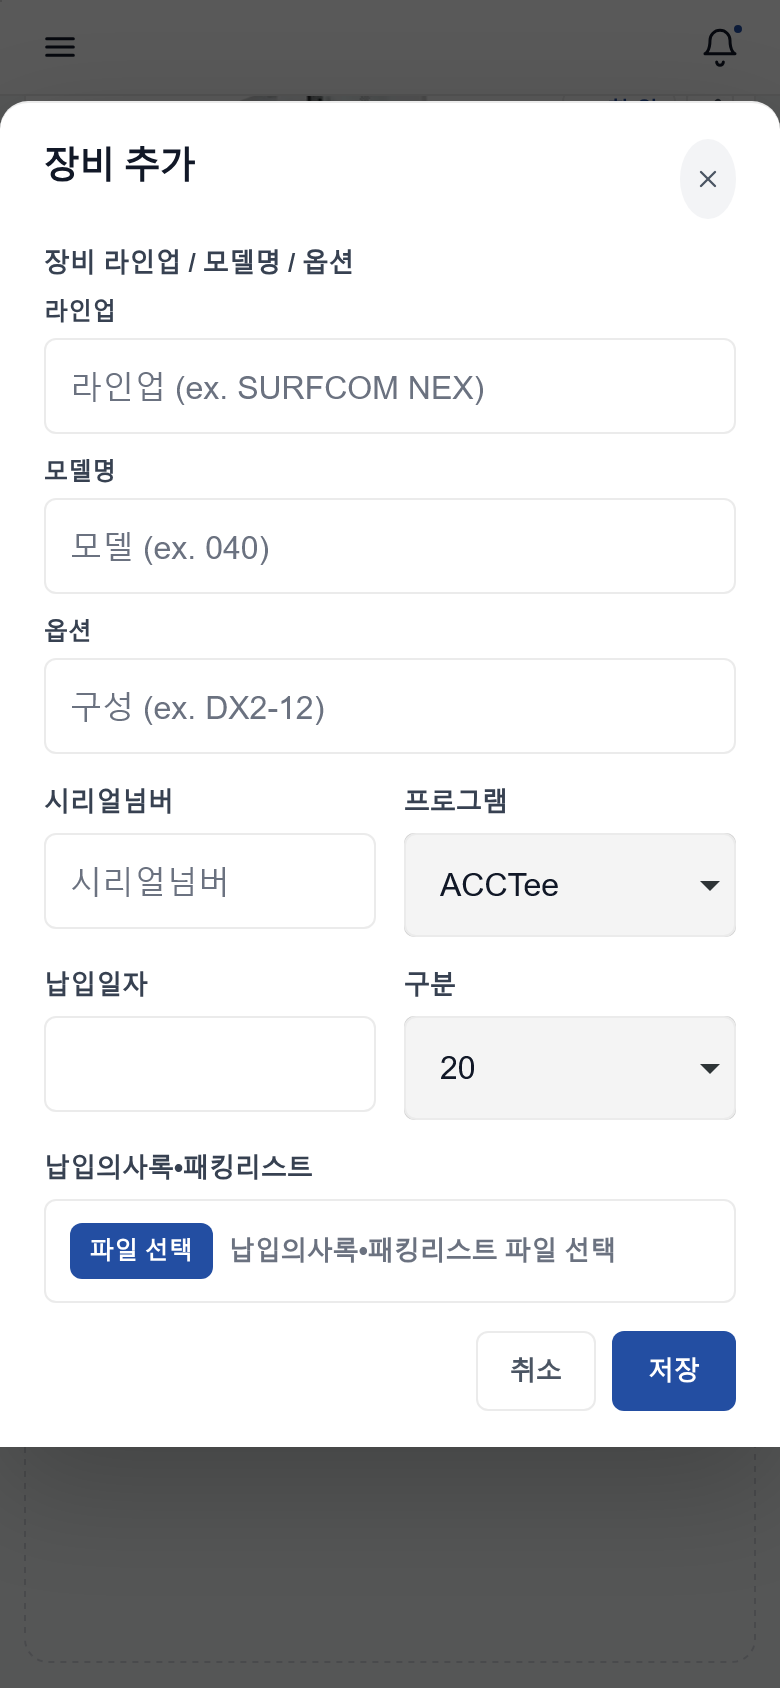 장비 추가
장비 라인업 / 모델명 / 옵션
라인업
라인업 (ex. SURFCOM NEX)
모델명
모델 (ex. 040)
옵션
구성 (ex. DX2-12)
시리얼넘버 프로그램
시리얼넘버 ACCTee
납입일자 구분
20
납입의사록•패킹리스트
파일 선택 납입의사록•패킹리스트 파일 선택
취소 저장